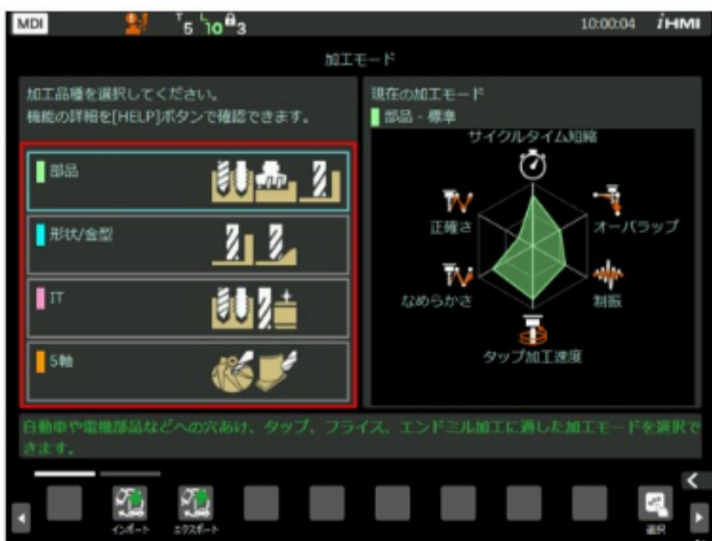 MDI
T5 L10 3
10:00:04
iHMI
加工モード
加工品種を選択してください。
機能の詳細を[HELP]ボタンで確認できます。
部品
形状/金型
IT
5軸
現在の加工モード
部品 - 標準
サイクルタイム短縮
正確さ
オーバラップ
なめらかさ
制振
タップ加工速度
自動車や電機部品などへの穴あけ、タップ、フライス、エンドミル加工に適した加工モードを選択で
きます。
インポート
エクスポート
選択